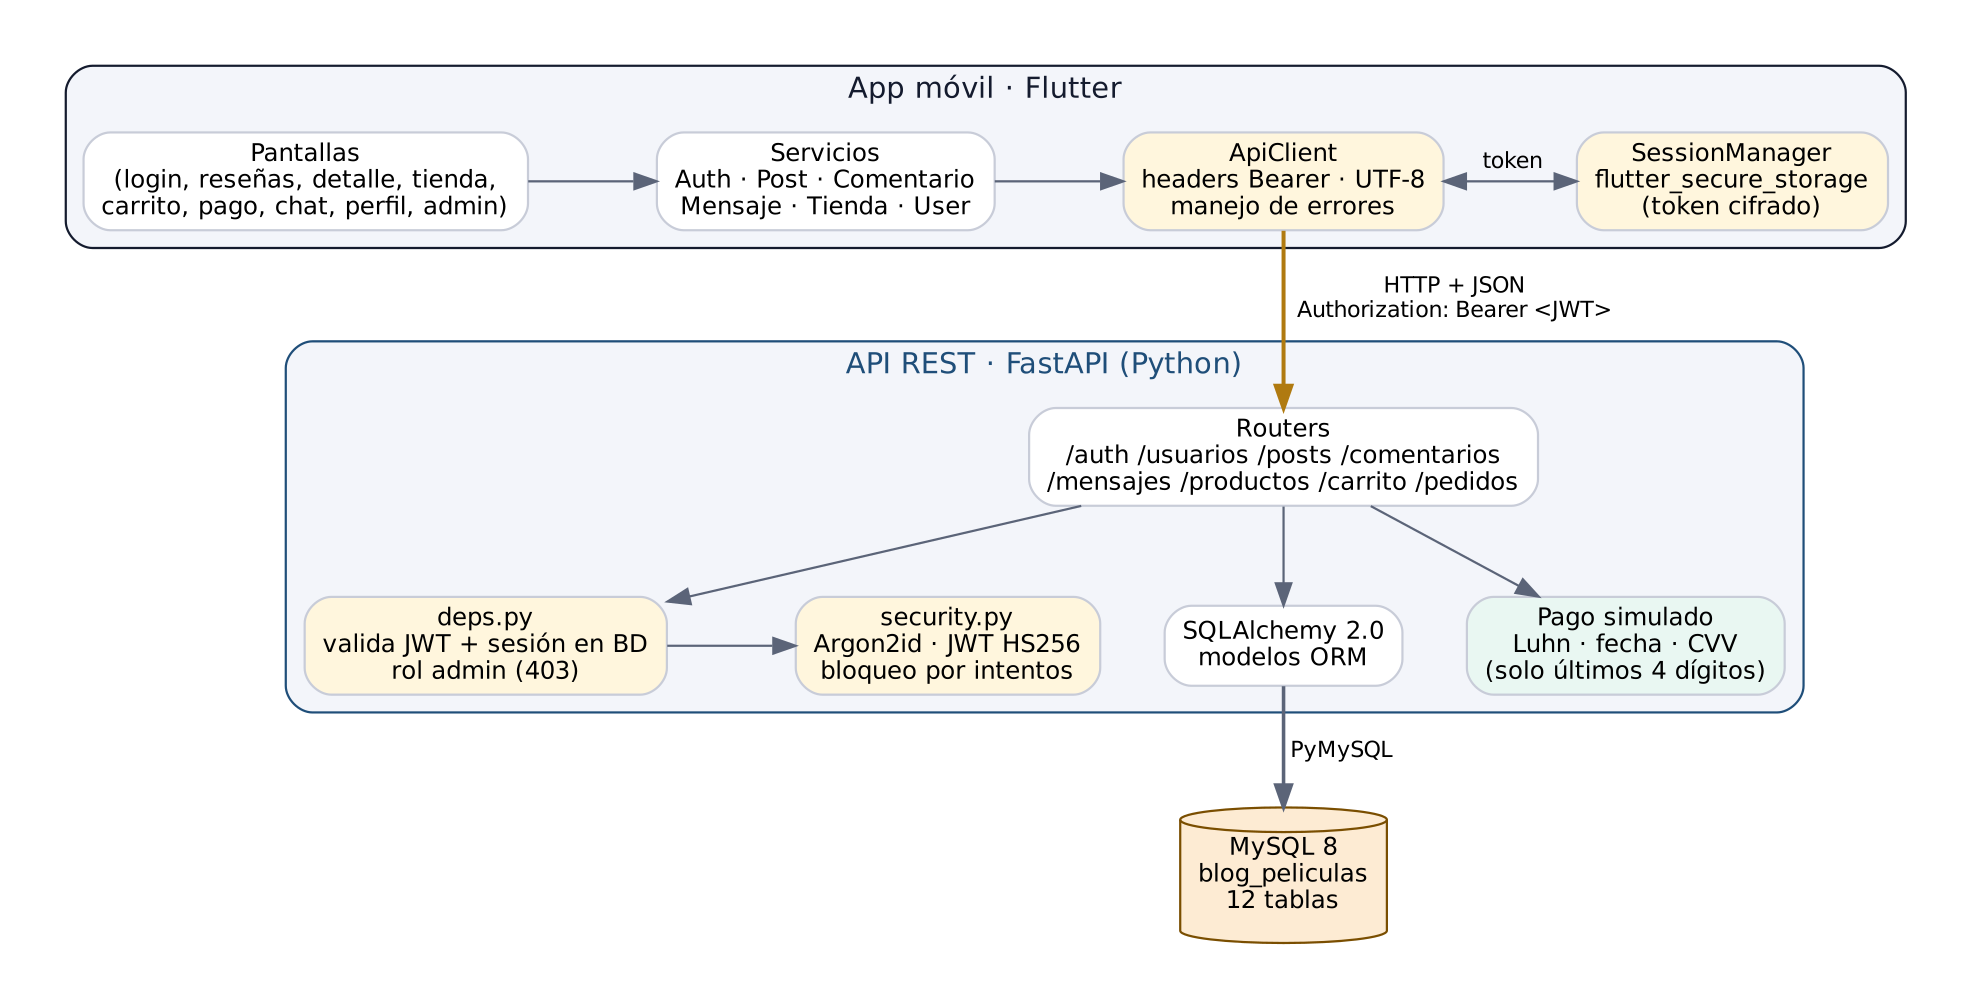 App móvil · Flutter
Pantallas
(login, reseñas, detalle, tienda,
carrito, pago, chat, perfil, admin)
Servicios
Auth · Post · Comentario
Mensaje · Tienda · User
ApiClient
headers Bearer · UTF-8
manejo de errores
token
SessionManager
flutter_secure_storage
(token cifrado)
HTTP + JSON
Authorization: Bearer <JWT>
API REST · FastAPI (Python)
Routers
/auth /usuarios /posts /comentarios
/mensajes /productos /carrito /pedidos
deps.py
valida JWT + sesión en BD
rol admin (403)
security.py
Argon2id · JWT HS256
bloqueo por intentos
SQLAlchemy 2.0
modelos ORM
Pago simulado
Luhn · fecha · CVV
(solo últimos 4 dígitos)
PyMySQL
MySQL 8
blog_peliculas
12 tablas